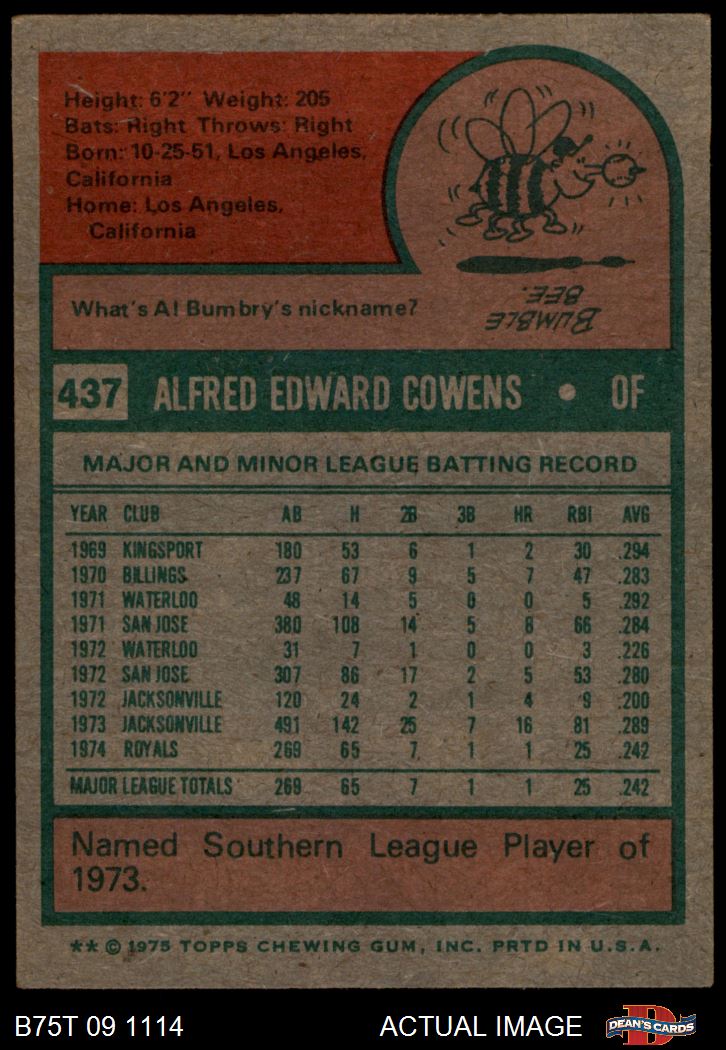 Height: 6'2" Weight: 205
Bats: Right Throws: Right
Born: 10-25-51, Los Angeles,
California
Home: Los Angeles,
California
What's Al Bumbry's nickname?
BUMBLE
BEE.
437 ALFRED EDWARD COWENS • OF
MAJOR AND MINOR LEAGUE BATTING RECORD
YEAR CLUB AB H 2B 3B HR RBI AVG
1969 KINGSPORT 180 53 6 1 2 30 .294
1970 BILLINGS 237 67 9 5 7 47 .283
1971 WATERLOO 48 14 5 0 0 5 .292
1971 SAN JOSE 380 108 14 5 8 66 .284
1972 WATERLOO 31 7 1 0 0 3 .226
1972 SAN JOSE 307 86 17 2 5 53 .280
1972 JACKSONVILLE 120 24 2 1 4 9 .200
1973 JACKSONVILLE 491 142 25 7 16 81 .289
1974 ROYALS 269 65 7 1 1 25 .242
MAJOR LEAGUE TOTALS 269 65 7 1 1 25 .242
Named Southern League Player of
1973.
** © 1975 TOPPS CHEWING GUM, INC. PRTD IN U.S.A.
B75T 09 1114 ACTUAL IMAGE
D
DEAN'S CARDS